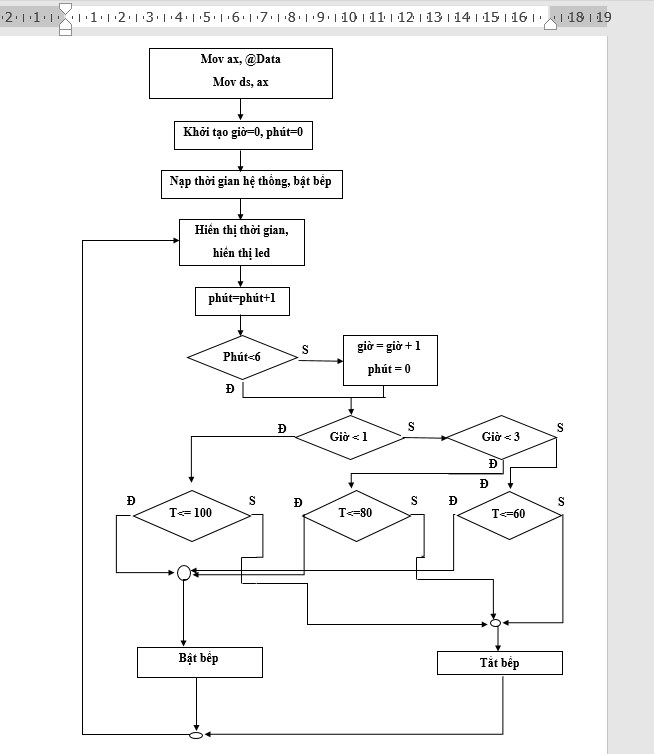 2 1 1 2 3 4 5 6 7 8 9 10 11 12 13 14 15 16 18 19
Mov ax, @Data
Mov ds, ax
Khởi tạo giờ=0, phút=0
Nạp thời gian hệ thống, bật bếp
Hiển thị thời gian,
hiển thị led
phút=phút+1
Phút<6
S
giờ = giờ + 1
phút = 0
Đ
Đ
Giờ < 1
S
Giờ < 3
S
Đ
Đ
Đ
T<= 100
S
Đ
T<=80
S
Đ
T<=60
S
Bật bếp
Tắt bếp